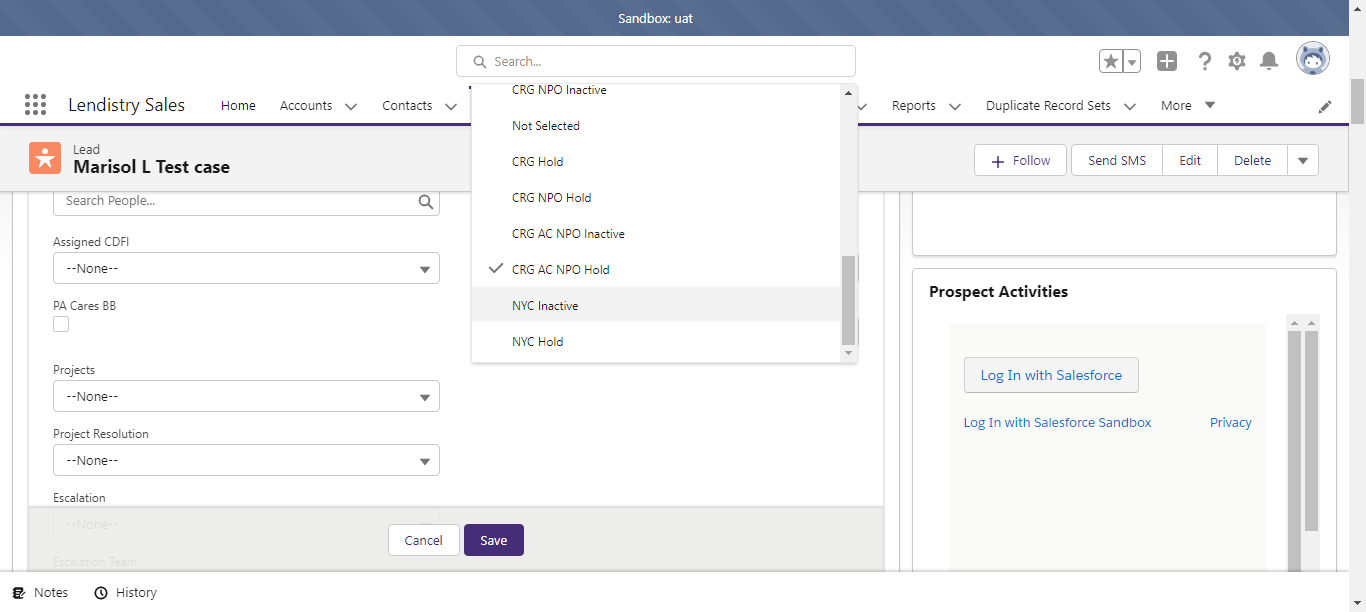 Sandbox: uat
Search...
Lendistry Sales
Home
Accounts
Contacts
Reports
Duplicate Record Sets
More
Lead
Marisol L Test case
Follow
Send SMS
Edit
Delete
Search People...
Assigned CDFI
--None--
PA Cares BB
Projects
--None--
Project Resolution
--None--
Escalation
--None--
Escalation Team
CRG NPO Inactive
Not Selected
CRG Hold
CRG NPO Hold
CRG AC NPO Inactive
CRG AC NPO Hold
NYC Inactive
NYC Hold
Cancel
Save
Prospect Activities
Log In with Salesforce
Log In with Salesforce Sandbox
Privacy
Notes
History